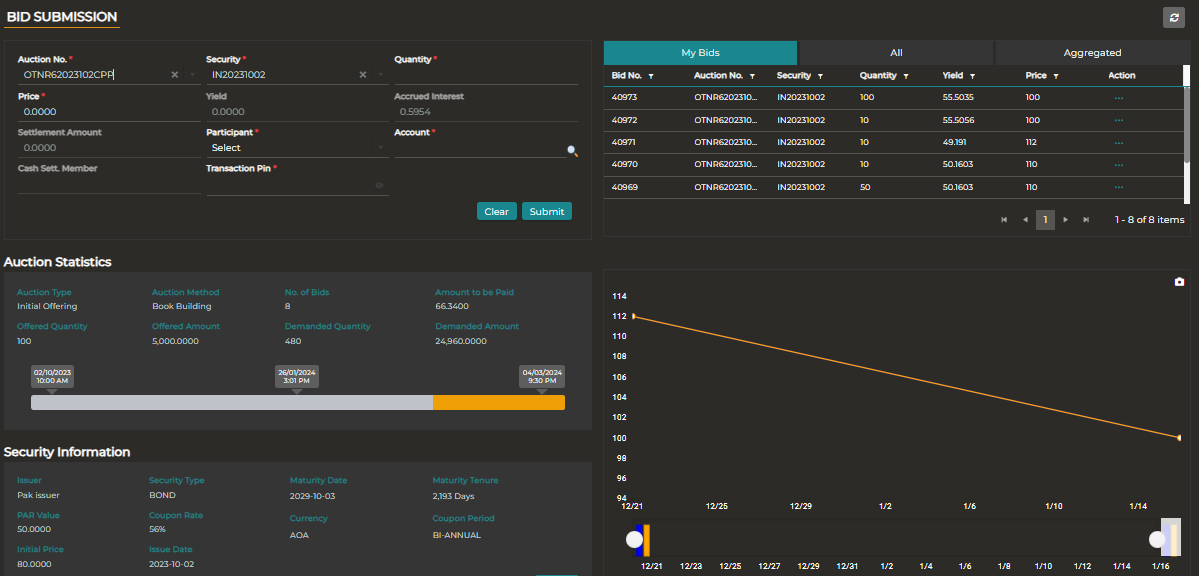 BID SUBMISSION
Auction No. * Security * Quantity *
OTNR62023102CPP IN20231002
Price * Yield Accrued Interest
0.0000 0.0000 0.5954
Settlement Amount Participant * Account *
0.0000 Select
Cash Sett. Member Transaction Pin *
Clear Submit
My Bids All Aggregated
Bid No. Auction No. Security Quantity Yield Price Action
40973 OTNR6202310... IN20231002 100 55.5035 100 ...
40972 OTNR6202310... IN20231002 10 55.5056 100 ...
40971 OTNR6202310... IN20231002 10 49.191 112 ...
40970 OTNR6202310... IN20231002 10 50.1603 110 ...
40969 OTNR6202310... IN20231002 50 50.1603 110 ...
1 1 - 8 of 8 items
Auction Statistics
Auction Type Auction Method No. of Bids Amount to be Paid
Initial Offering Book Building 8 66.3400
Offered Quantity Offered Amount Demanded Quantity Demanded Amount
100 5,000.0000 480 24,960.0000
02/10/2023 26/01/2024 04/03/2024
10:00 AM 3:01 PM 9:30 PM
Security Information
Issuer Security Type Maturity Date Maturity Tenure
Pak issuer BOND 2029-10-03 2,193 Days
PAR Value Coupon Rate Currency Coupon Period
50.0000 56% AOA BI-ANNUAL
Initial Price Issue Date
80.0000 2023-10-02
114
112
110
108
106
104
102
100
98
96
94
12/21 12/25 12/29 1/2 1/6 1/10 1/14
12/21 12/23 12/25 12/27 12/29 12/31 1/2 1/4 1/6 1/8 1/10 1/12 1/14 1/16